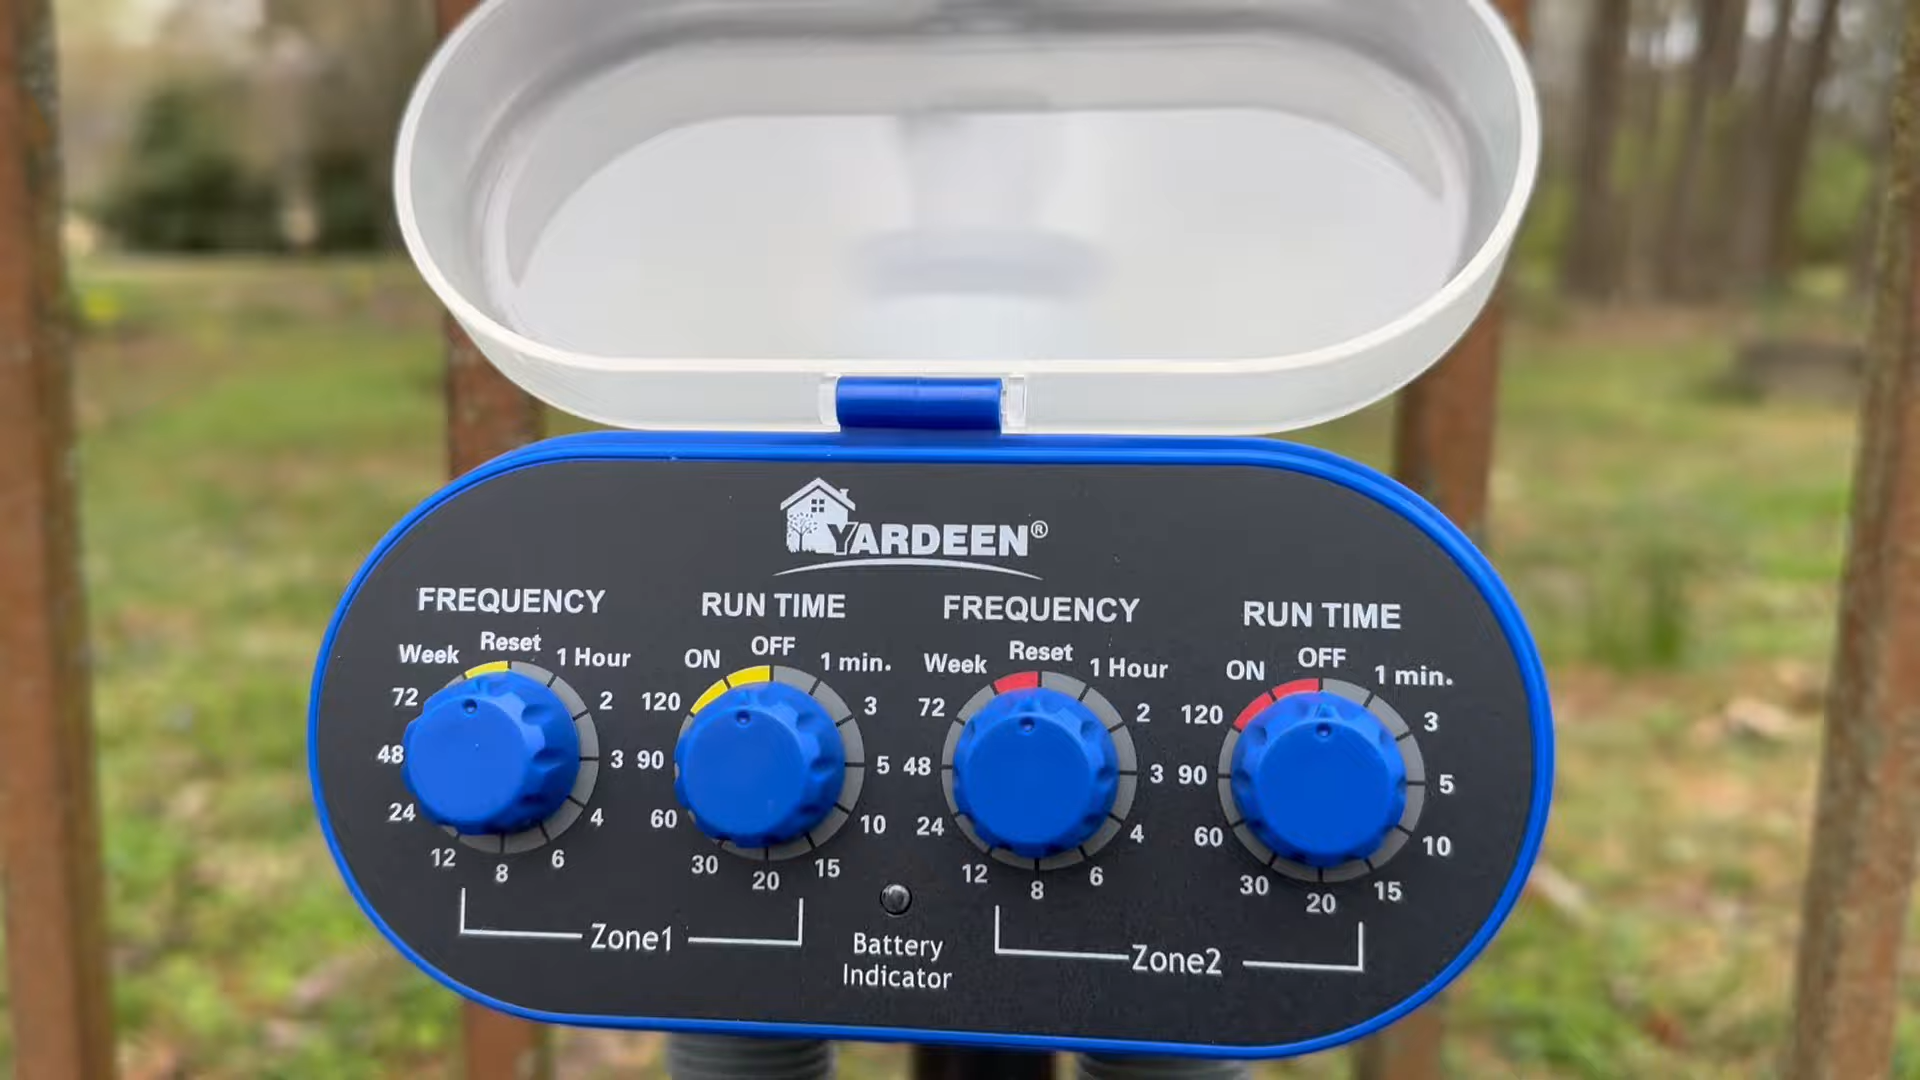 YARDEEN®
FREQUENCY
Week Reset 1 Hour
72 2
48 3
24 4
12 8 6
RUN TIME
ON OFF 1 min.
120 3
90 5
60 10
30 20 15
Zone1
Battery
Indicator
FREQUENCY
Week Reset 1 Hour
72 2
48 3
24 4
12 8 6
RUN TIME
ON OFF 1 min.
120 3
90 5
60 10
30 20 15
Zone2